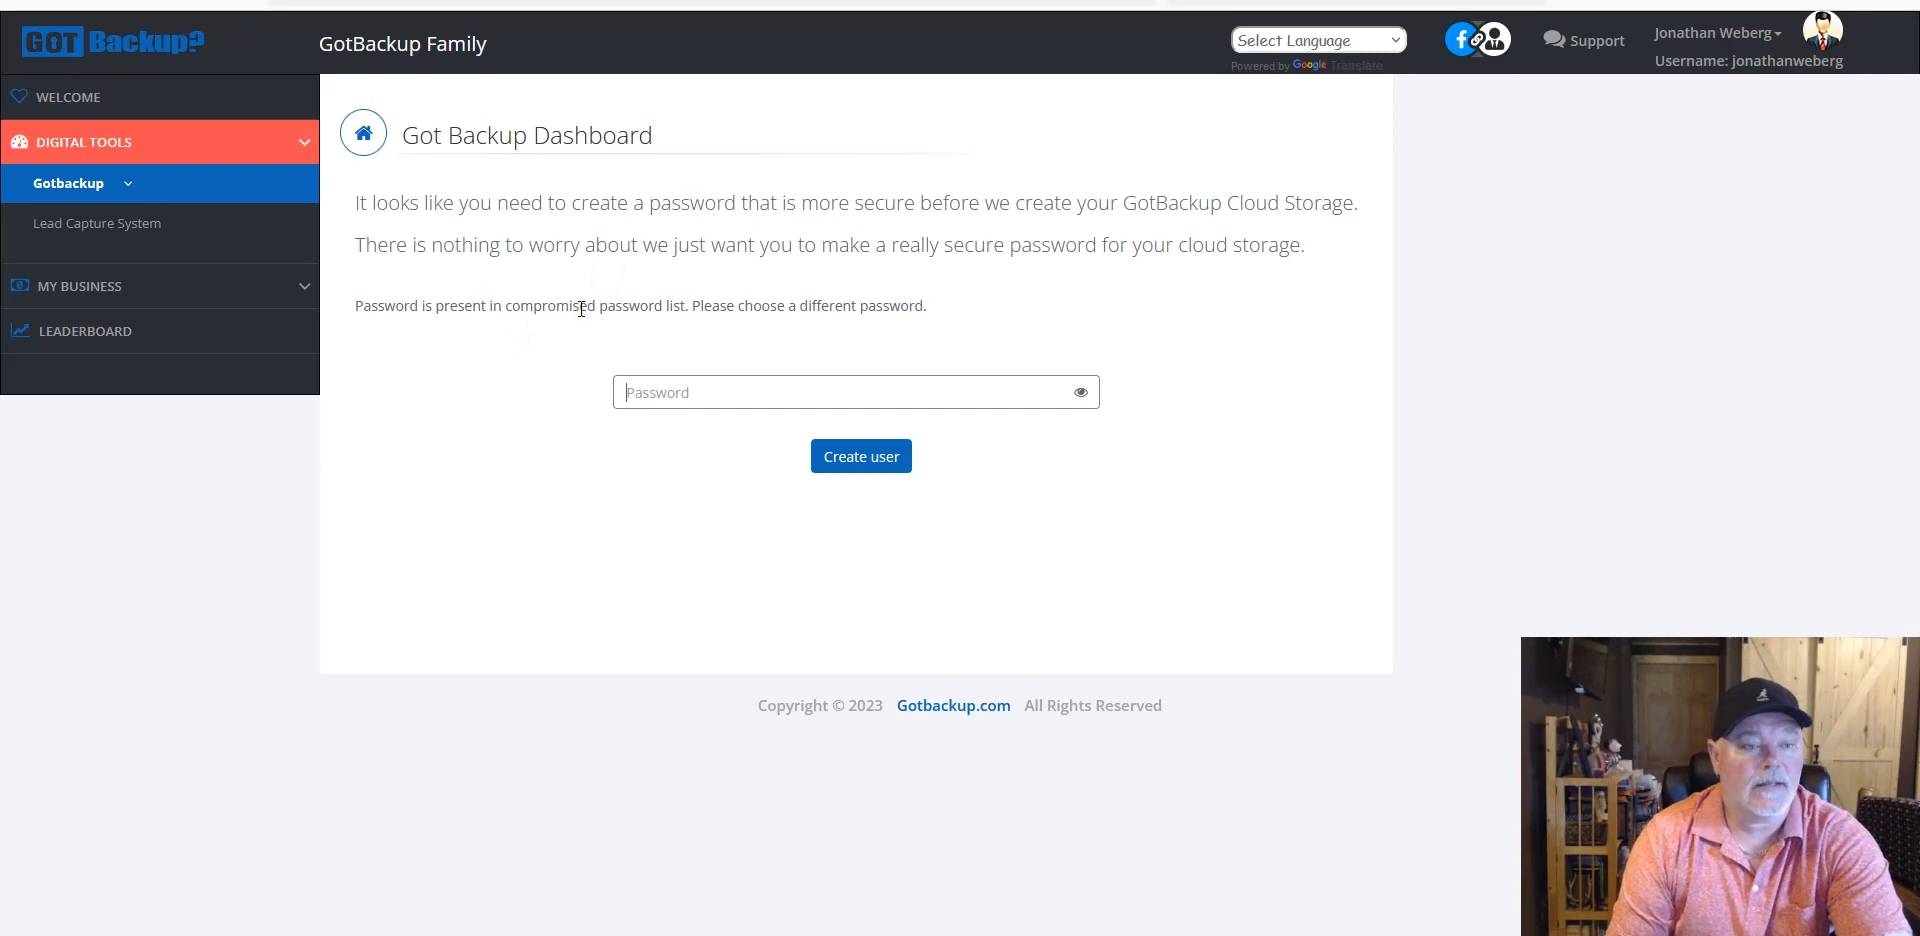 GOT Backup?
GotBackup Family
Select Language
Powered by Google Translate
Support
Jonathan Weberg
Username: jonathanweberg
WELCOME
DIGITAL TOOLS
Gotbackup
Lead Capture System
MY BUSINESS
LEADERBOARD
Got Backup Dashboard
It looks like you need to create a password that is more secure before we create your GotBackup Cloud Storage.
There is nothing to worry about we just want you to make a really secure password for your cloud storage.
Password is present in compromised password list. Please choose a different password.
Password
Create user
Copyright © 2023 Gotbackup.com All Rights Reserved